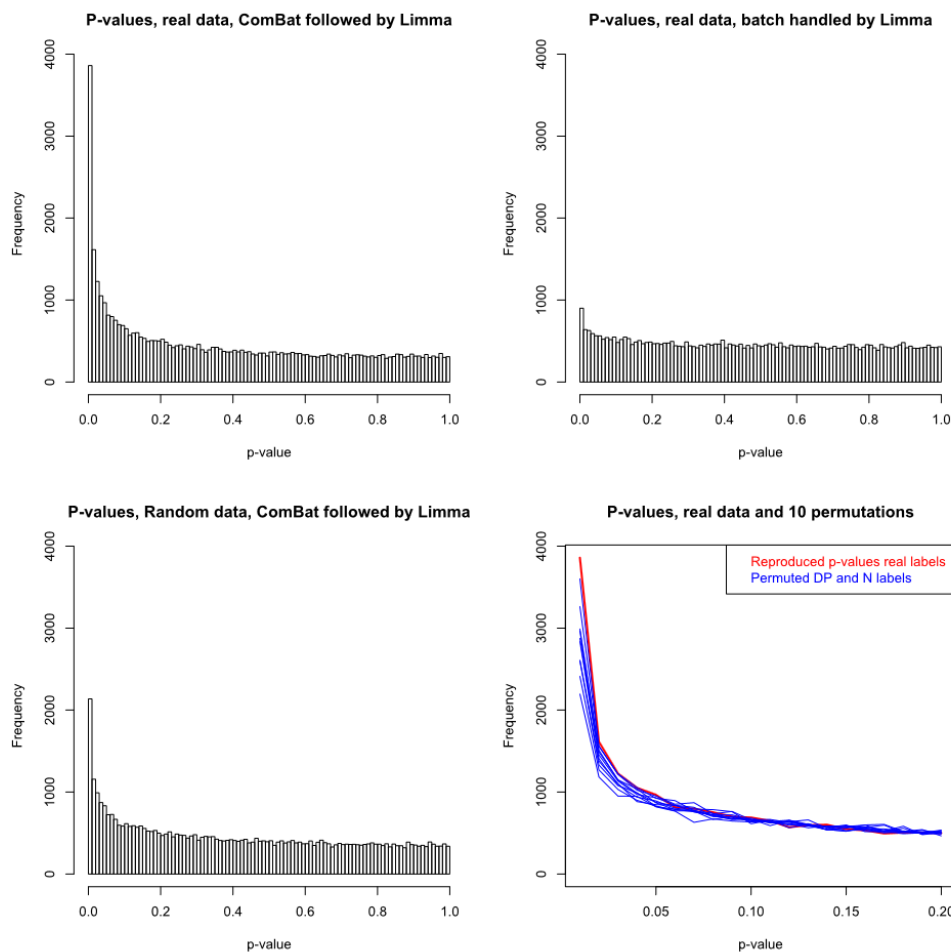 P-values, real data, ComBat followed by Limma
4000
3000
2000
1000
0
Frequency
0.0 0.2 0.4 0.6 0.8 1.0
p-value
P-values, real data, batch handled by Limma
4000
3000
2000
1000
0
Frequency
0.0 0.2 0.4 0.6 0.8 1.0
p-value
P-values, Random data, ComBat followed by Limma
4000
3000
2000
1000
0
Frequency
0.0 0.2 0.4 0.6 0.8 1.0
p-value
P-values, real data and 10 permutations
Reproduced p-values real labels
Permuted DP and N labels
4000
3000
2000
1000
0
Frequency
0.05 0.10 0.15 0.20
p-value